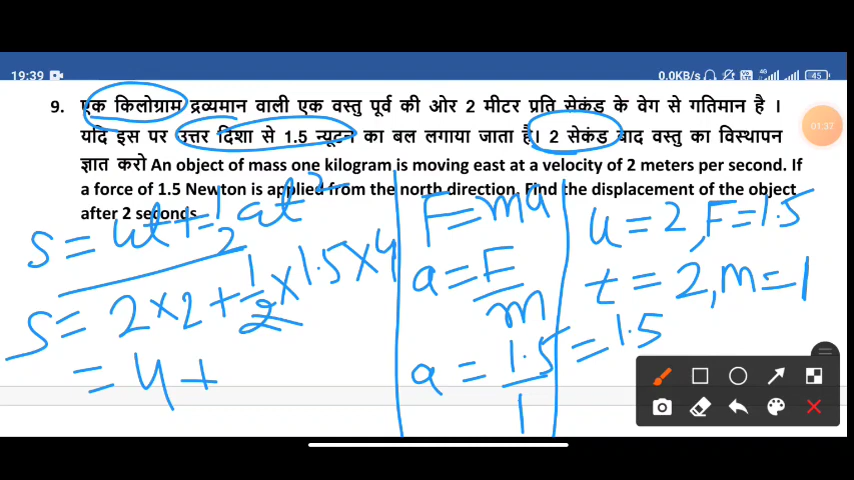 19:39
0.0KB/s 4G 45
9. एक किलोग्राम द्रव्यमान वाली एक वस्तु पूर्व की ओर 2 मीटर प्रति सेकंड के वेग से गतिमान है ।
01:37
यदि इस पर उत्तर दिशा से 1.5 न्यूटन का बल लगाया जाता है। 2 सेकंड बाद वस्तु का विस्थापन
ज्ञात करो An object of mass one kilogram is moving east at a velocity of 2 meters per second. If
a force of 1.5 Newton is applied from the north direction. Find the displacement of the object
after 2 seconds
s = ut + 1/2 at²
S = 2 × 2 + 1/2 × 1.5 × 4
= 4 +
F = ma
a = F/m
a = 1.5/1 = 1.5
u = 2, F = 1.5
t = 2, m = 1